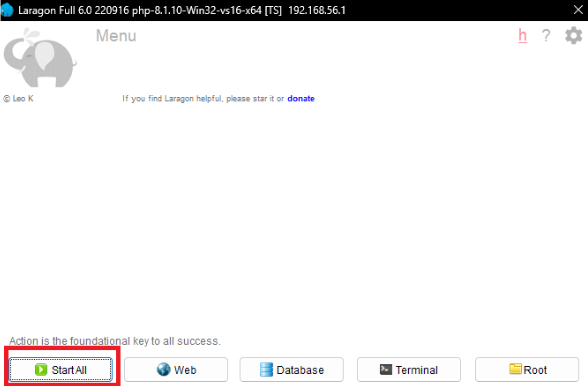 Laragon Full 6.0 220916 php-8.1.10-Win32-vs16-x64 [TS] 192.168.56.1
Menu
h ?
© Leo K
If you find Laragon helpful, please star it or donate
Action is the foundational key to all success.
Start All
Web
Database
Terminal
Root